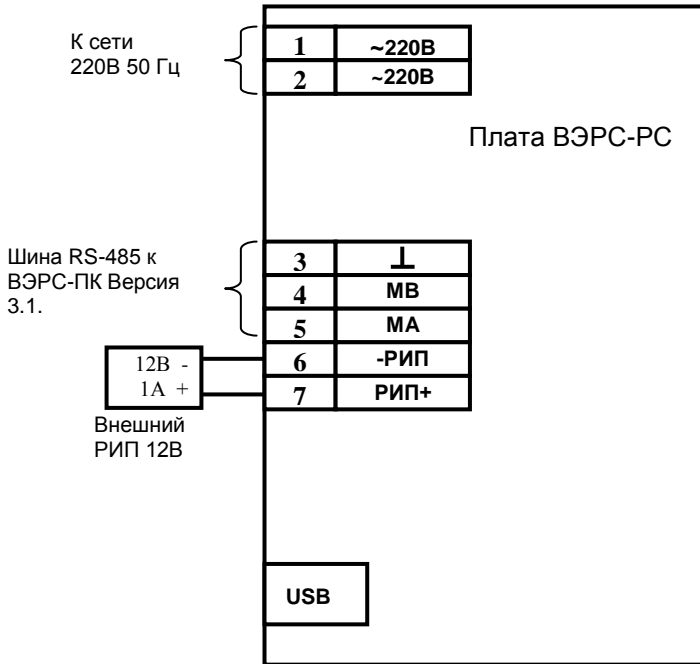 К сети
220В 50 Гц
1 ~220В
2 ~220В
Плата ВЭРС-РС
Шина RS-485 к
ВЭРС-ПК Версия
3.1.
3 ⊥
4 МВ
5 МА
6 -РИП
7 РИП+
12В -
1А +
Внешний
РИП 12В
USB